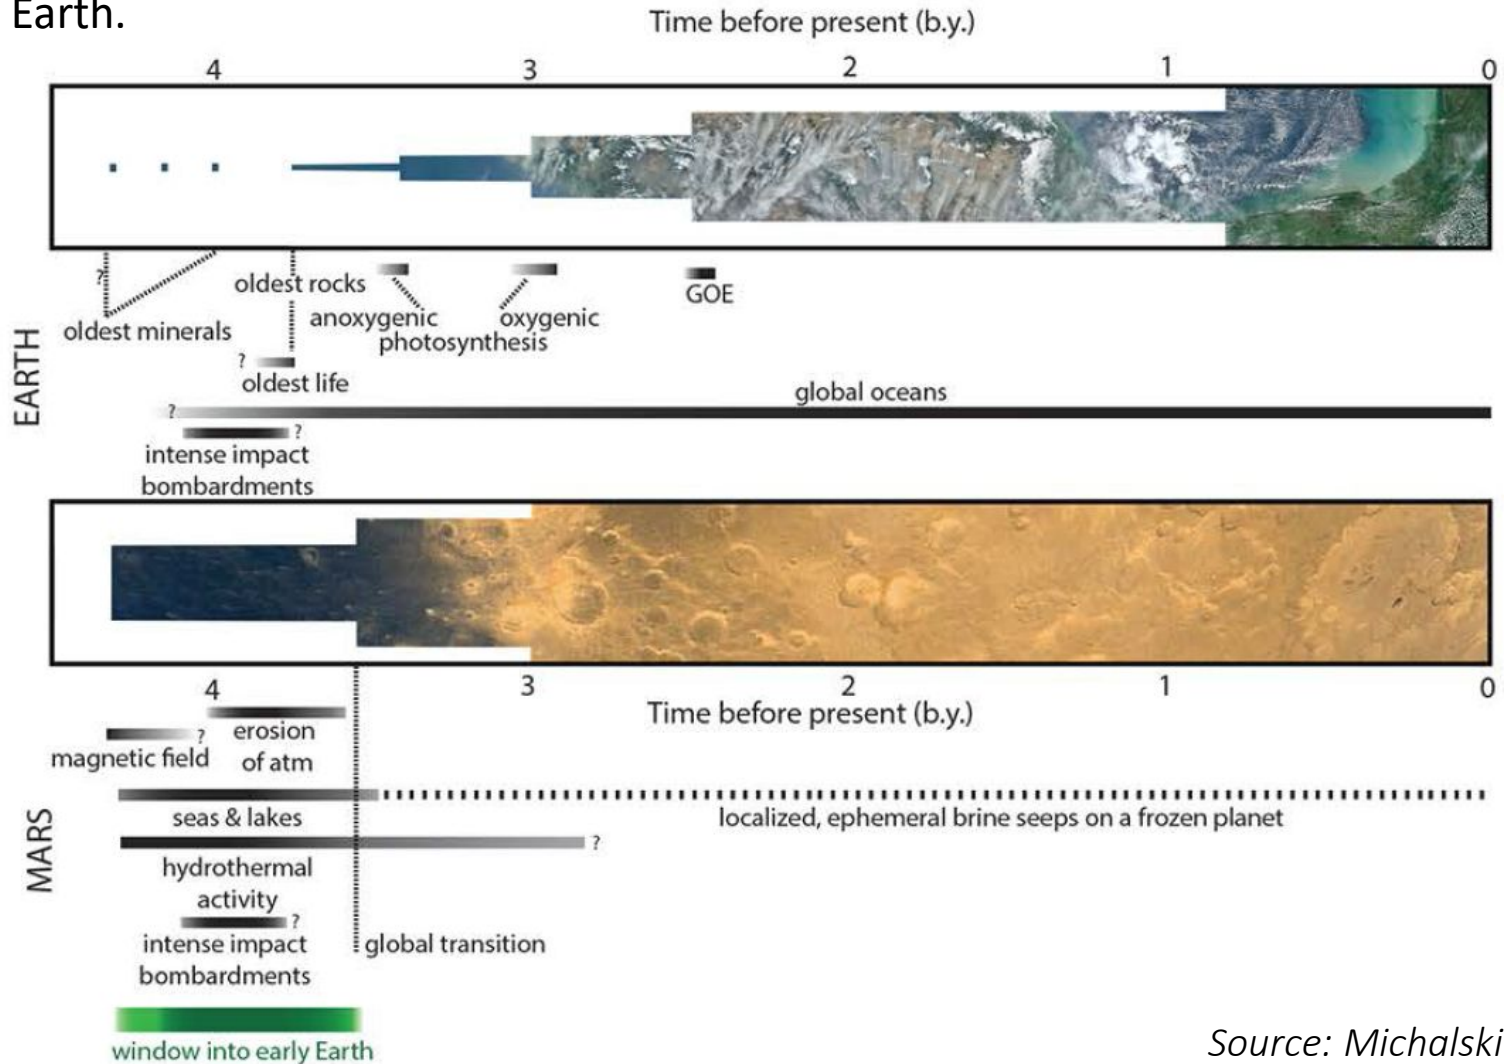 Earth.
Time before present (b.y.)
4 3 2 1 0
?
oldest rocks
GOE
oldest minerals
anoxygenic oxygenic
photosynthesis
?
oldest life
EARTH
global oceans
?
?
intense impact
bombardments
4 3 2 1 0
Time before present (b.y.)
erosion
of atm
?
magnetic field
MARS
seas & lakes
localized, ephemeral brine seeps on a frozen planet
?
hydrothermal
activity
?
intense impact
bombardments
global transition
window into early Earth
Source: Michalski